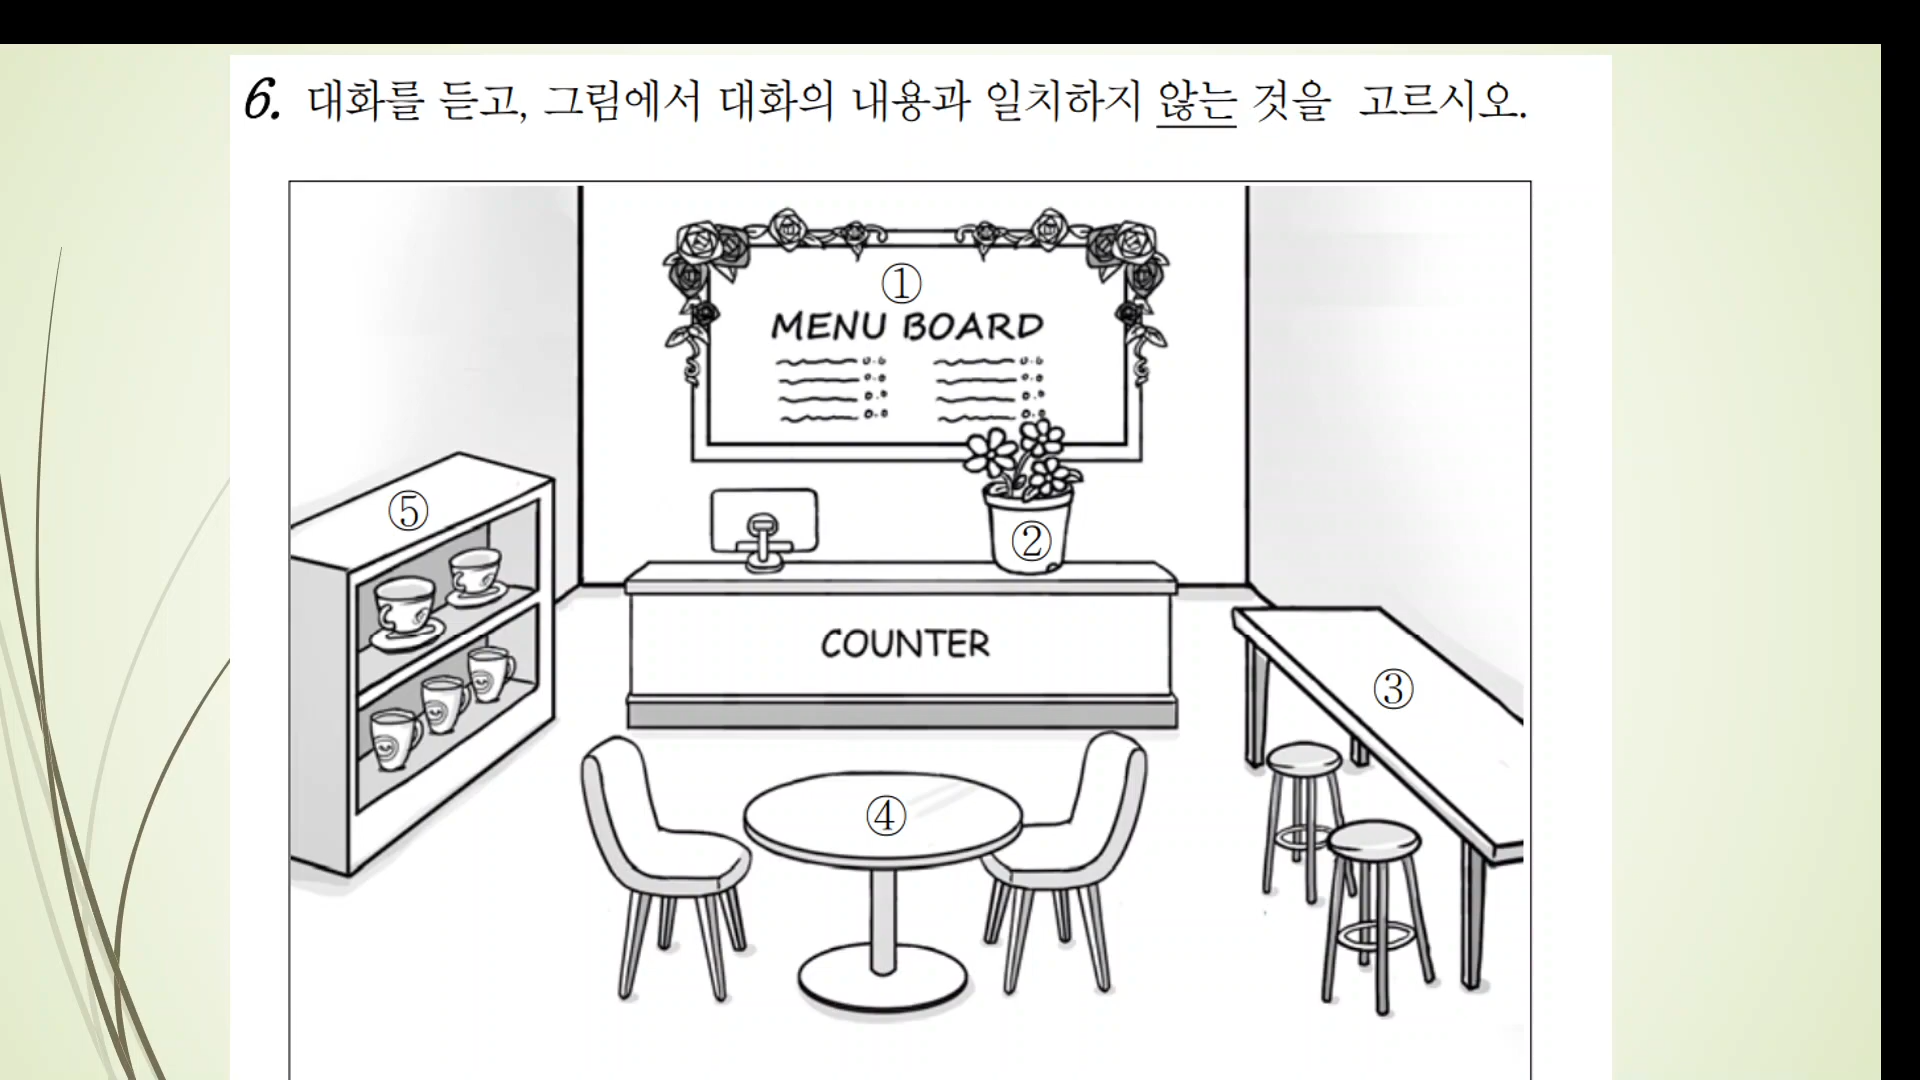 6. 대화를 듣고, 그림에서 대화의 내용과 일치하지 않는 것을 고르시오.
①
MENU BOARD
⑤
②
COUNTER
③
④